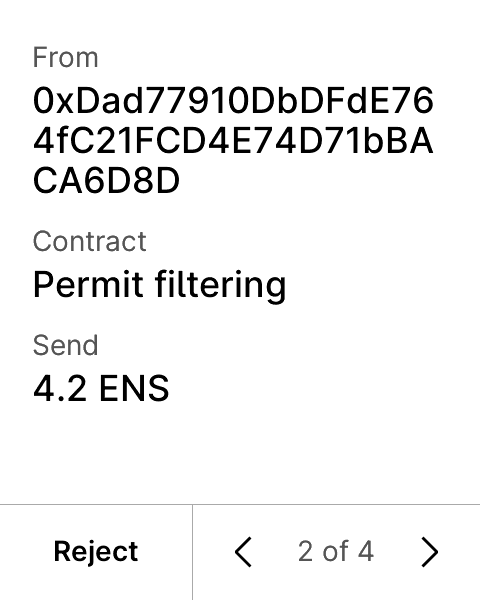 From
0xDad77910DbDFdE76
4fC21FCD4E74D71bBA
CA6D8D
Contract
Permit filtering
Send
4.2 ENS
Reject
2 of 4